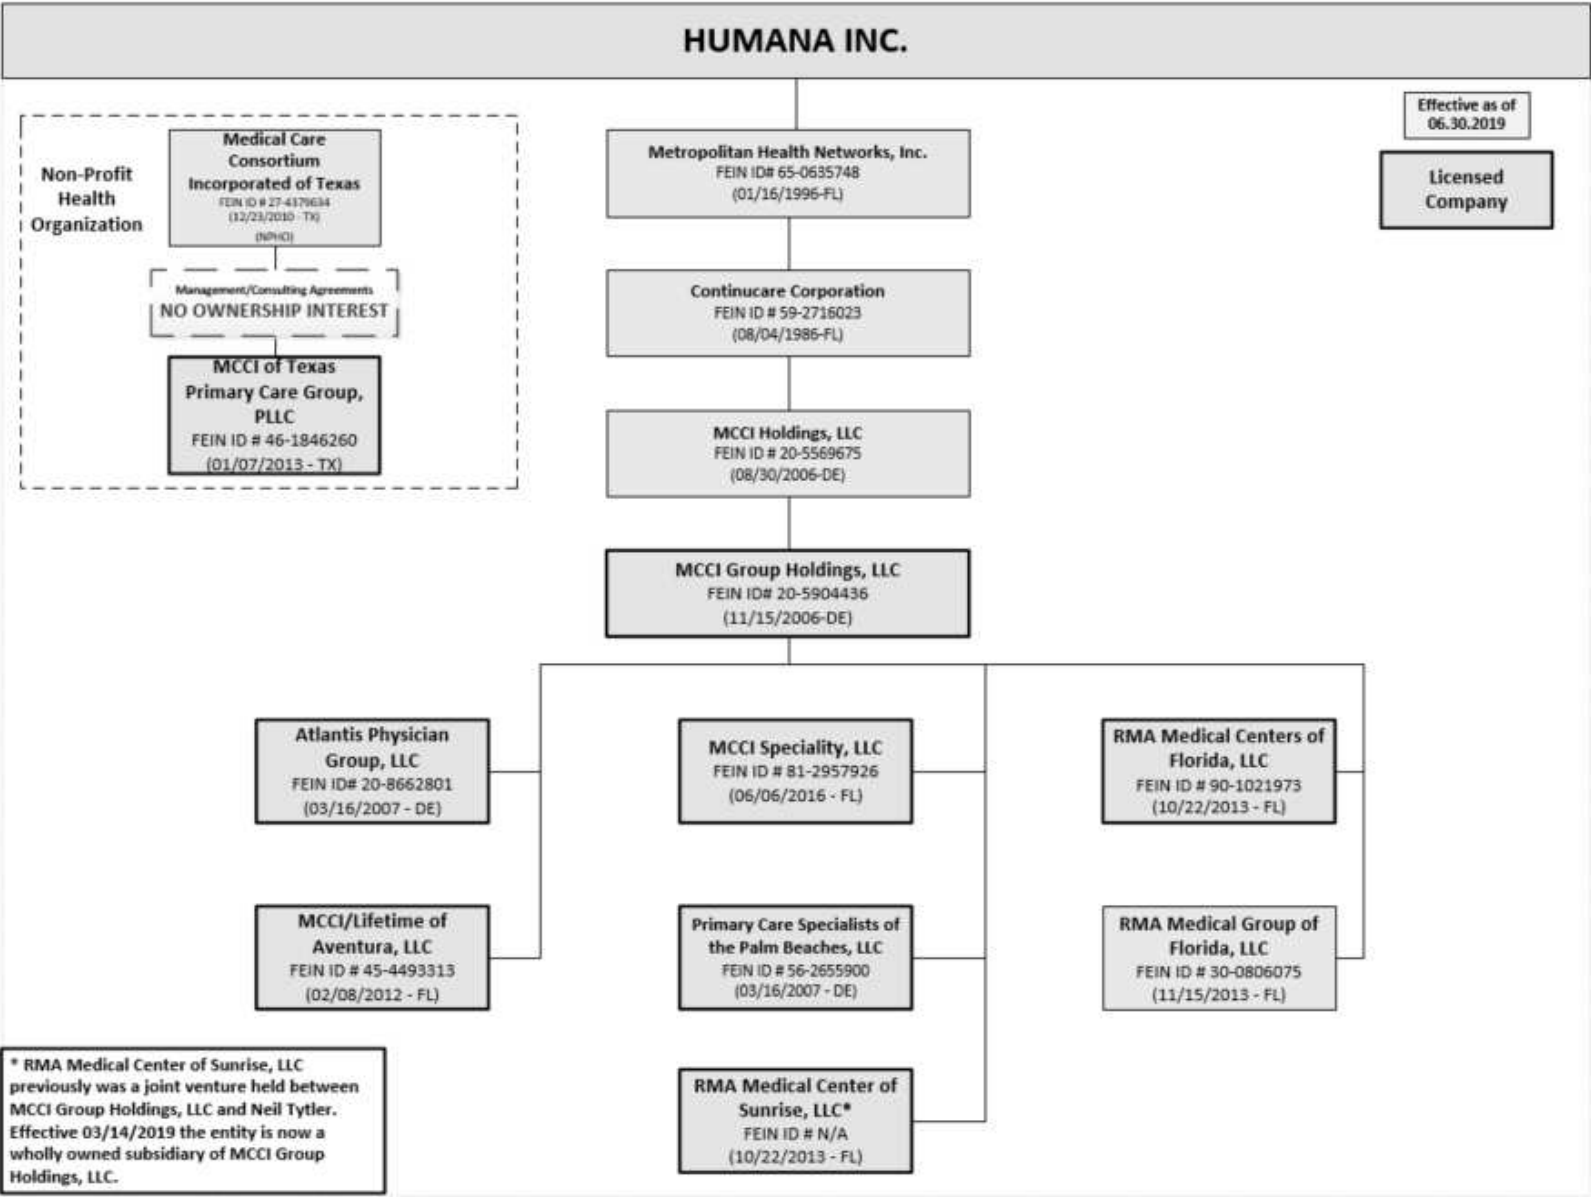 HUMANA INC.
Effective as of
06.30.2019
Licensed
Company
Non-Profit
Health
Organization
Medical Care
Consortium
Incorporated of Texas
FEIN ID # 27-4379634
(12/23/2010 - TX)
(NPHO)
Management/Consulting Agreements
NO OWNERSHIP INTEREST
MCCI of Texas
Primary Care Group,
PLLC
FEIN ID # 46-1846260
(01/07/2013 - TX)
Metropolitan Health Networks, Inc.
FEIN ID# 65-0635748
(01/16/1996-FL)
Continucare Corporation
FEIN ID # 59-2716023
(08/04/1986-FL)
MCCI Holdings, LLC
FEIN ID # 20-5569675
(08/30/2006-DE)
MCCI Group Holdings, LLC
FEIN ID# 20-5904436
(11/15/2006-DE)
Atlantis Physician
Group, LLC
FEIN ID# 20-8662801
(03/16/2007 - DE)
MCCI Speciality, LLC
FEIN ID # 81-2957926
(06/06/2016 - FL)
RMA Medical Centers of
Florida, LLC
FEIN ID # 90-1021973
(10/22/2013 - FL)
MCCI/Lifetime of
Aventura, LLC
FEIN ID # 45-4493313
(02/08/2012 - FL)
Primary Care Specialists of
the Palm Beaches, LLC
FEIN ID # 56-2655900
(03/16/2007 - DE)
RMA Medical Group of
Florida, LLC
FEIN ID # 30-0806075
(11/15/2013 - FL)
RMA Medical Center of
Sunrise, LLC*
FEIN ID # N/A
(10/22/2013 - FL)
* RMA Medical Center of Sunrise, LLC
previously was a joint venture held between
MCCI Group Holdings, LLC and Neil Tytler.
Effective 03/14/2019 the entity is now a
wholly owned subsidiary of MCCI Group
Holdings, LLC.